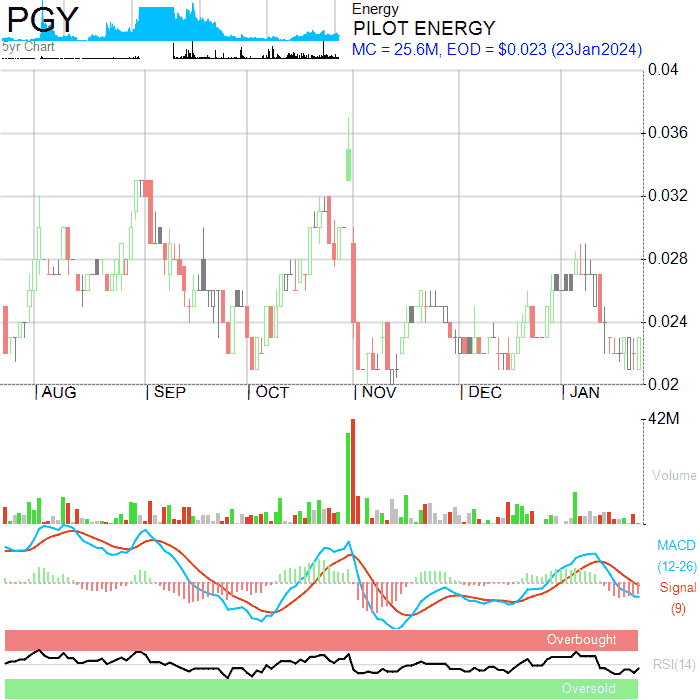 PGY
5yr Chart
Energy
PILOT ENERGY
MC = 25.6M, EOD = $0.023 (23Jan2024)
0.04
0.036
0.032
0.028
0.024
0.02
AUG SEP OCT NOV DEC JAN
42M
Volume
MACD
(12-26)
Signal
(9)
Overbought
RSI(14)
Oversold